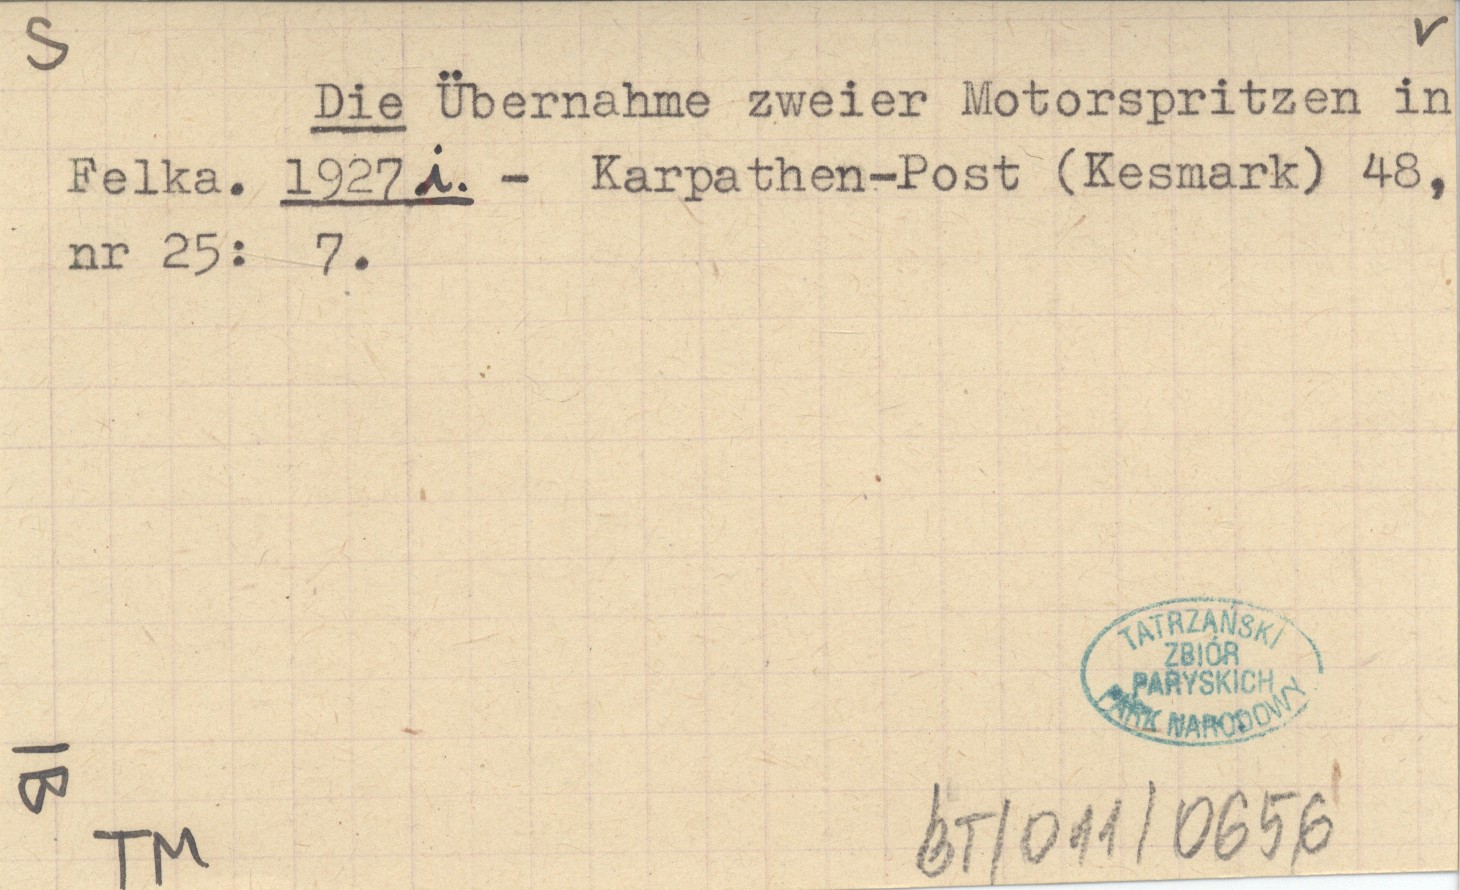 S
v
Die Übernahme zweier Motorspritzen in
Felka. 1927 i. - Karpathen-Post (Kesmark) 48,
nr 25: 7.
TATRZAŃSKI
ZBIÓR
PARYSKICH
PARK NARODOWY
IB
TM
bT/011/0656